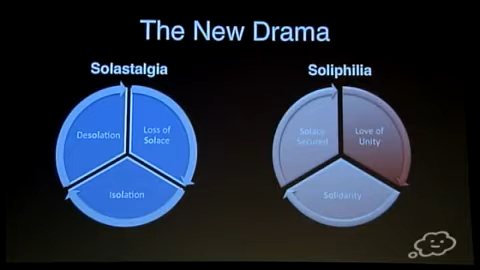 The New Drama
Solastalgia
Soliphilia
Desolation
Loss of
Solace
Isolation
Solace
Secured
Love of
Unity
Solidarity